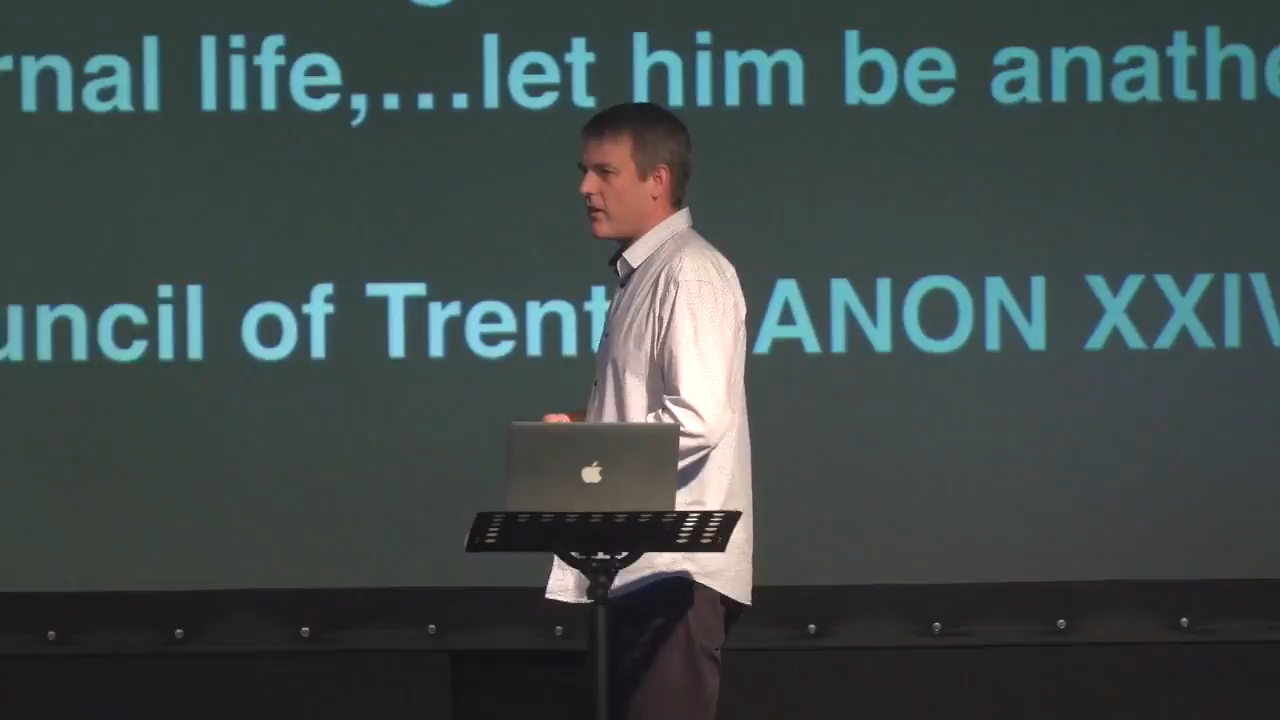 rnal life,...let him be anathe
uncil of Trent ANON XXIV